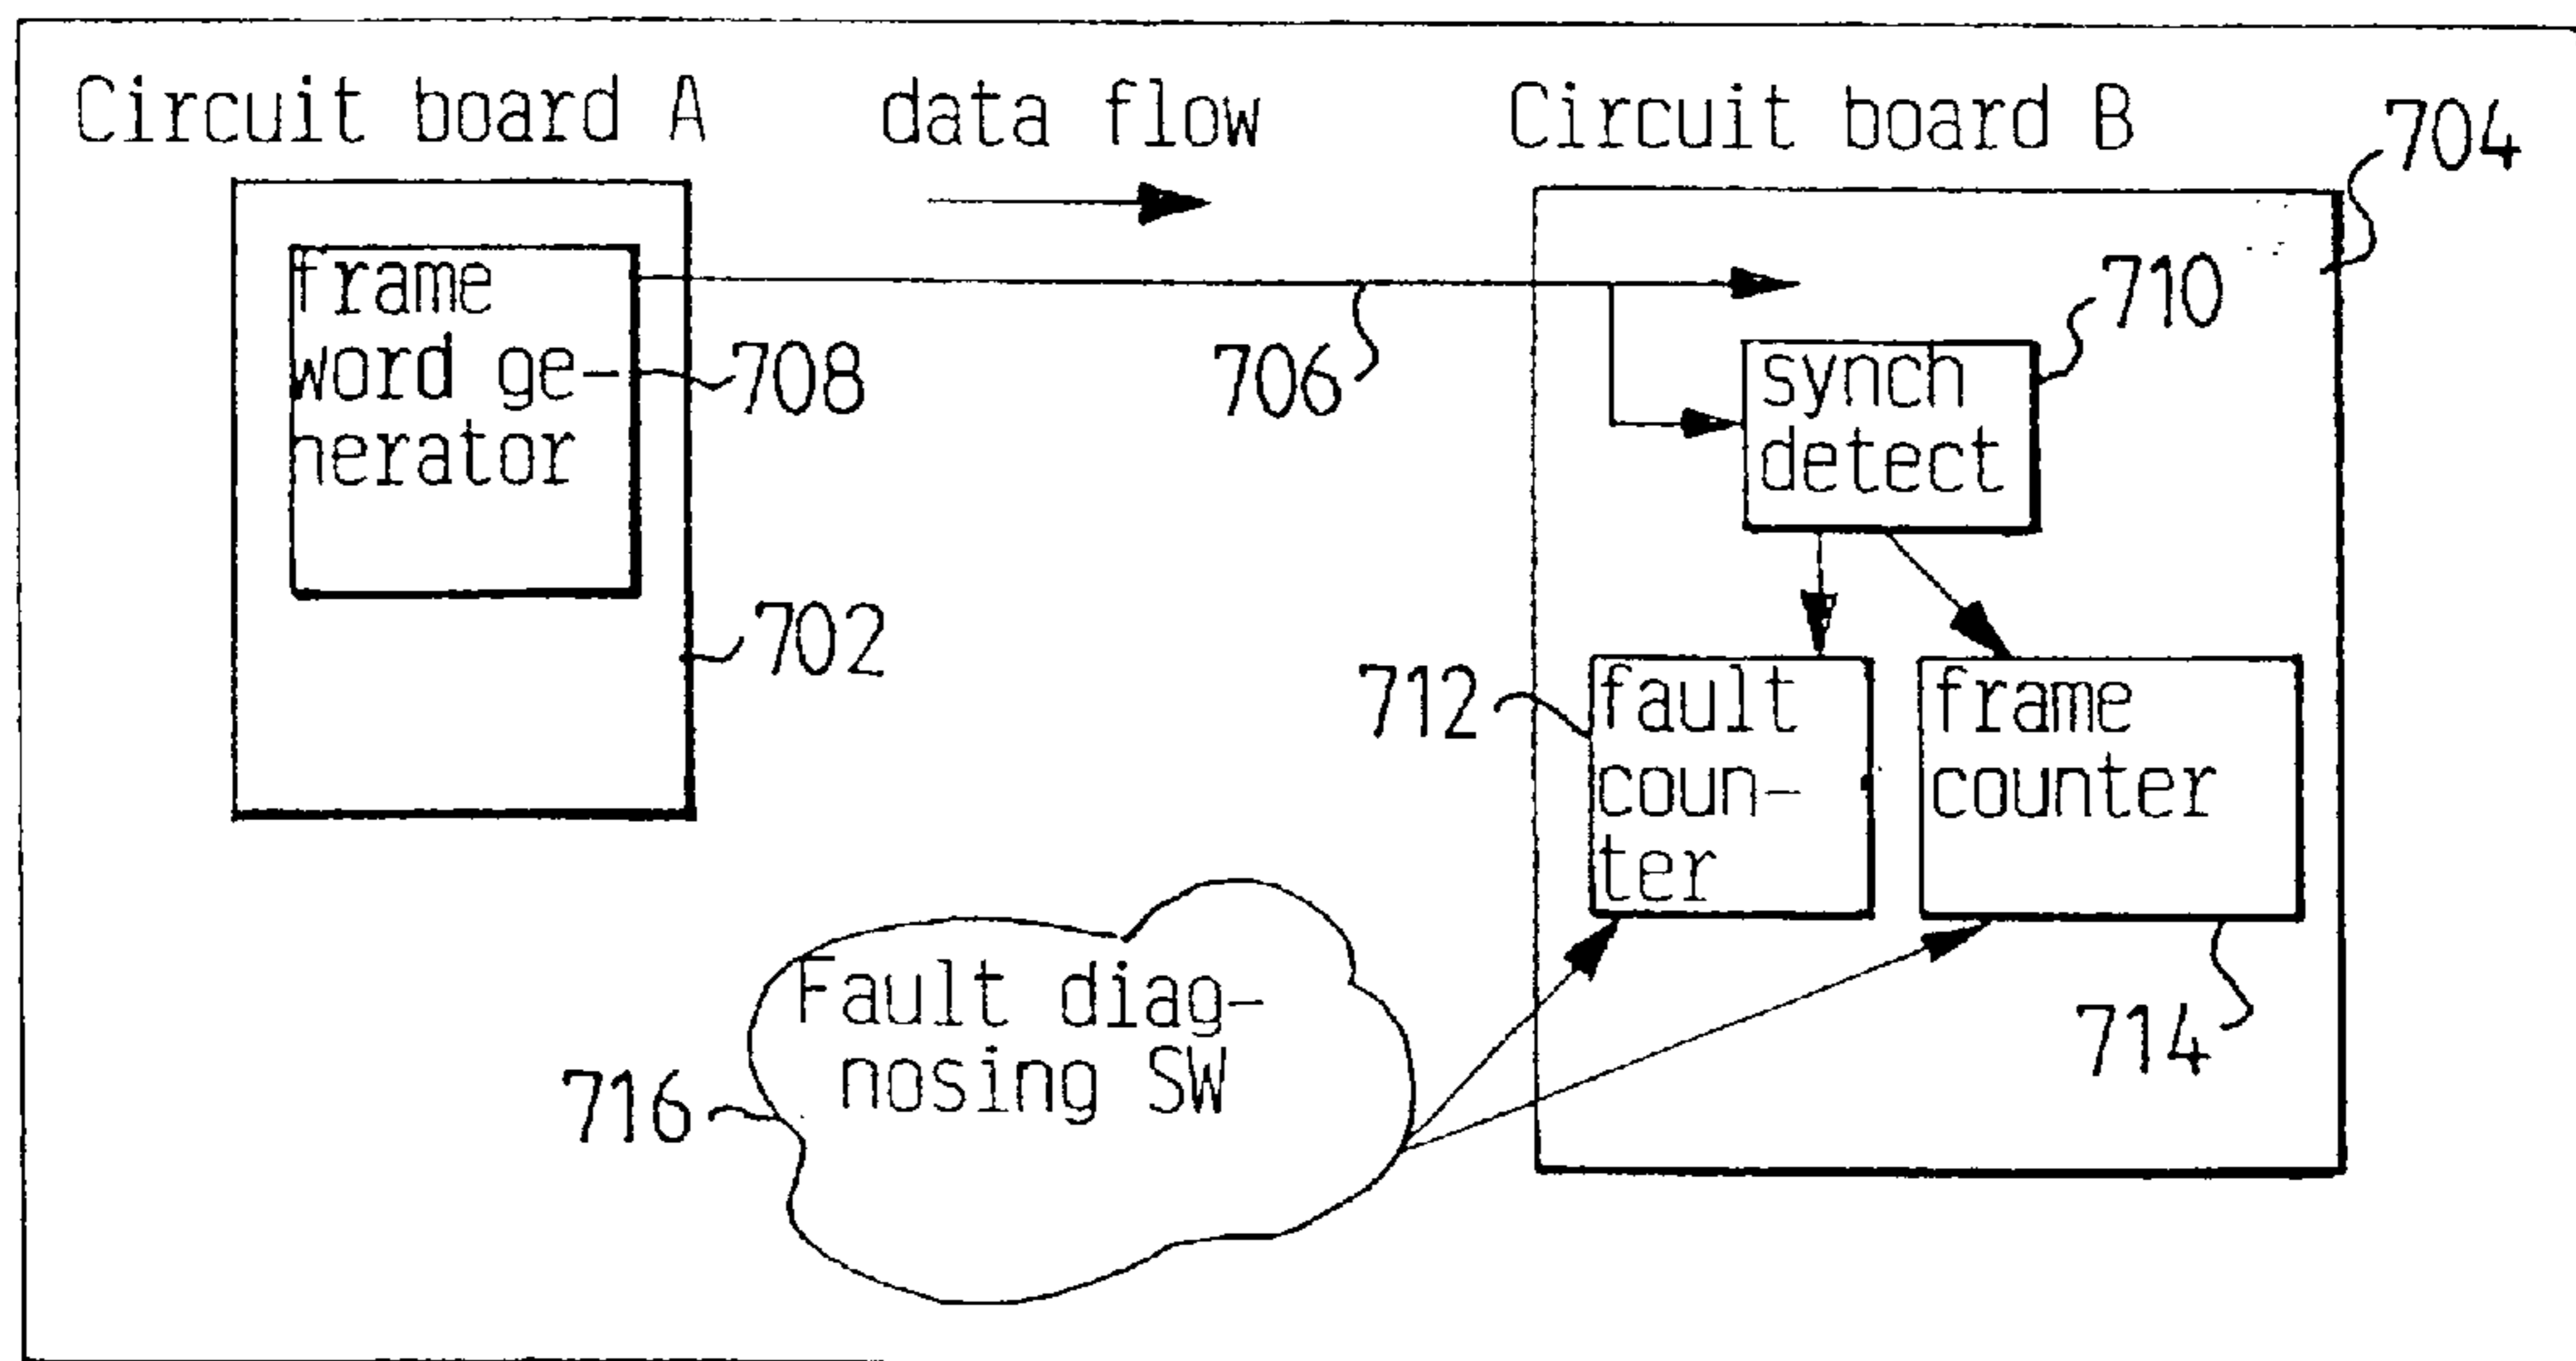 Circuit board A
data flow
Circuit board B
704
frame
word ge-
nerator
708
706
710
synch
detect
702
712
fault
coun-
ter
frame
counter
714
Fault diag-
nosing SW
716